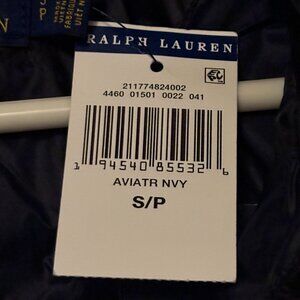 RALPH LAUREN
211774824002
4460 01501 0022 041
1 94540 85532 6
AVIATR NVY
S/P